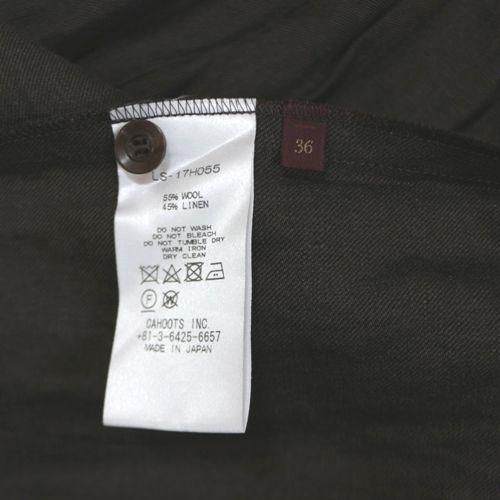 LS-17H055
55% WOOL
45% LINEN
DO NOT WASH
DO NOT BLEACH
DO NOT TUMBLE DRY
WARM IRON
DRY CLEAN
F W
CAHOOTS INC.
+81-3-6425-6657
MADE IN JAPAN
36